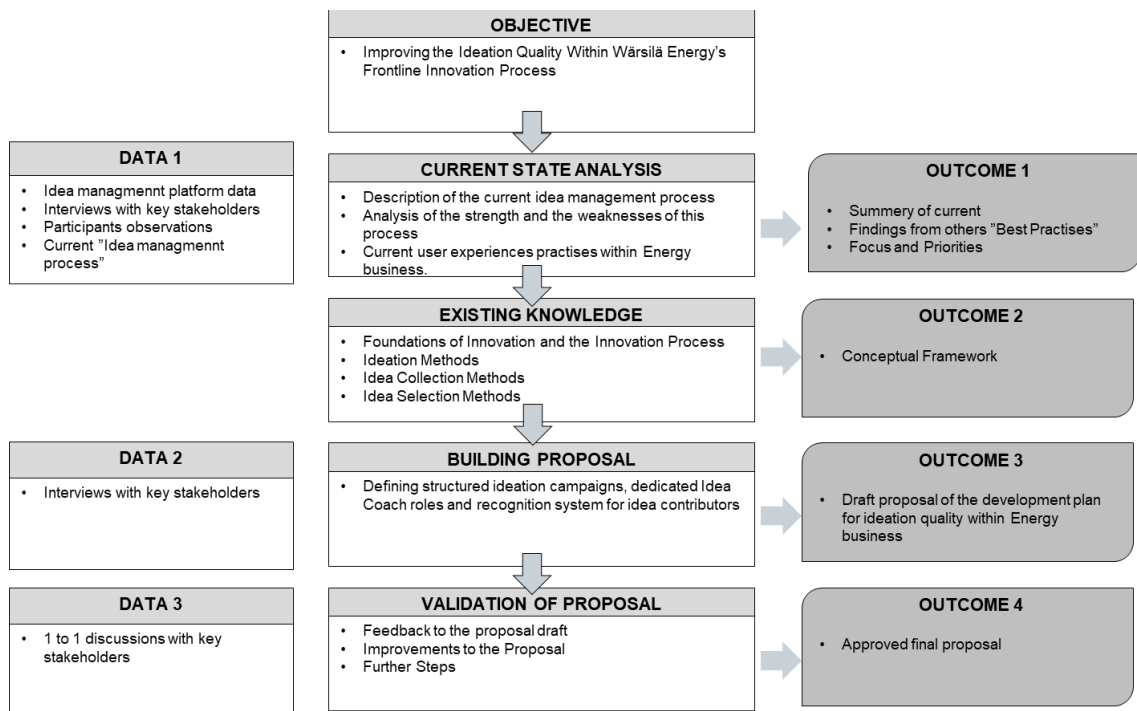 OBJECTIVE
• Improving the Ideation Quality Within Wärsilä Energy's
Frontline Innovation Process
DATA 1
• Idea managmennt platform data
• Interviews with key stakeholders
• Participants observations
• Current "Idea managmennt
process"
CURRENT STATE ANALYSIS
• Description of the current idea management process
• Analysis of the strength and the weaknesses of this
process
• Current user experiences practises within Energy
business.
OUTCOME 1
• Summery of current
• Findings from others "Best Practises"
• Focus and Priorities
EXISTING KNOWLEDGE
• Foundations of Innovation and the Innovation Process
• Ideation Methods
• Idea Collection Methods
• Idea Selection Methods
OUTCOME 2
• Conceptual Framework
DATA 2
• Interviews with key stakeholders
BUILDING PROPOSAL
• Defining structured ideation campaigns, dedicated Idea
Coach roles and recognition system for idea contributors
OUTCOME 3
• Draft proposal of the development plan
for ideation quality within Energy
business
DATA 3
• 1 to 1 discussions with key
stakeholders
VALIDATION OF PROPOSAL
• Feedback to the proposal draft
• Improvements to the Proposal
• Further Steps
OUTCOME 4
• Approved final proposal